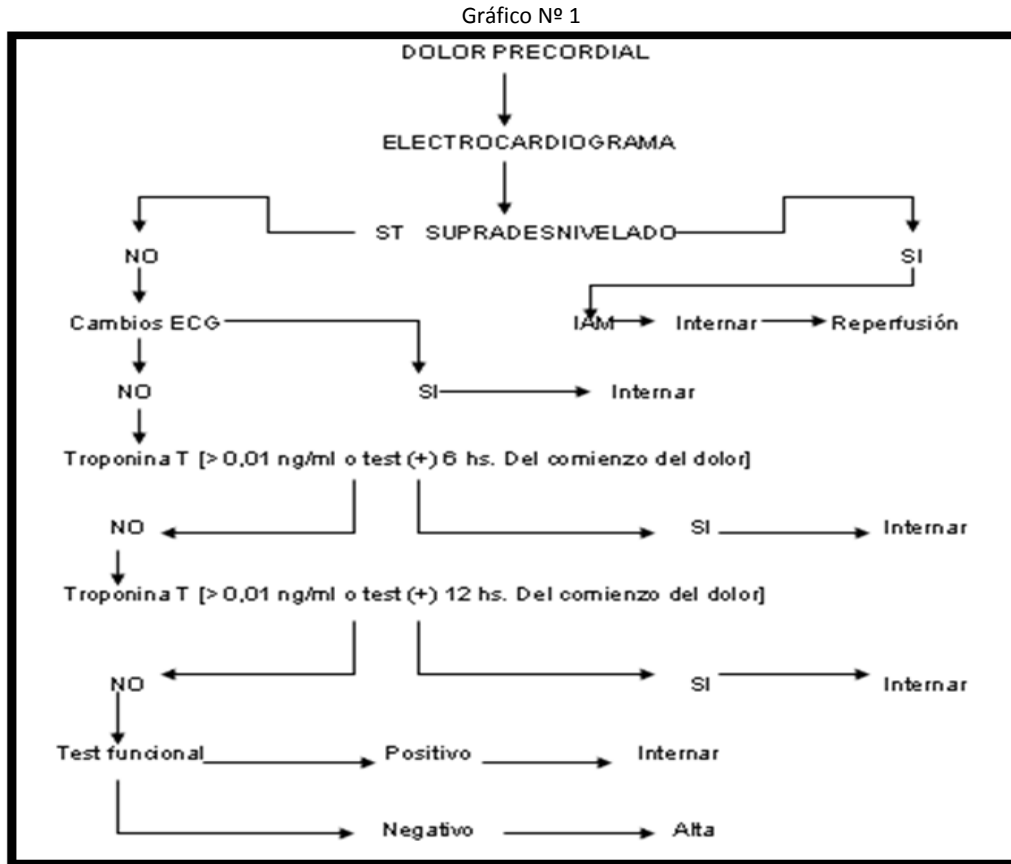 Gráfico Nº 1
DOLOR PRECORDIAL
ELECTROCARDIOGRAMA
ST SUPRADESNIVELADO
NO
SI
Cambios ECG
IAM
Internar
Reperfusión
NO
SI
Internar
Troponina T [> 0,01 ng/ml o test (+) 6 hs. Del comienzo del dolor]
NO
SI
Internar
Troponina T [> 0,01 ng/ml o test (+) 12 hs. Del comienzo del dolor]
NO
SI
Internar
Test funcional
Positivo
Internar
Negativo
Alta